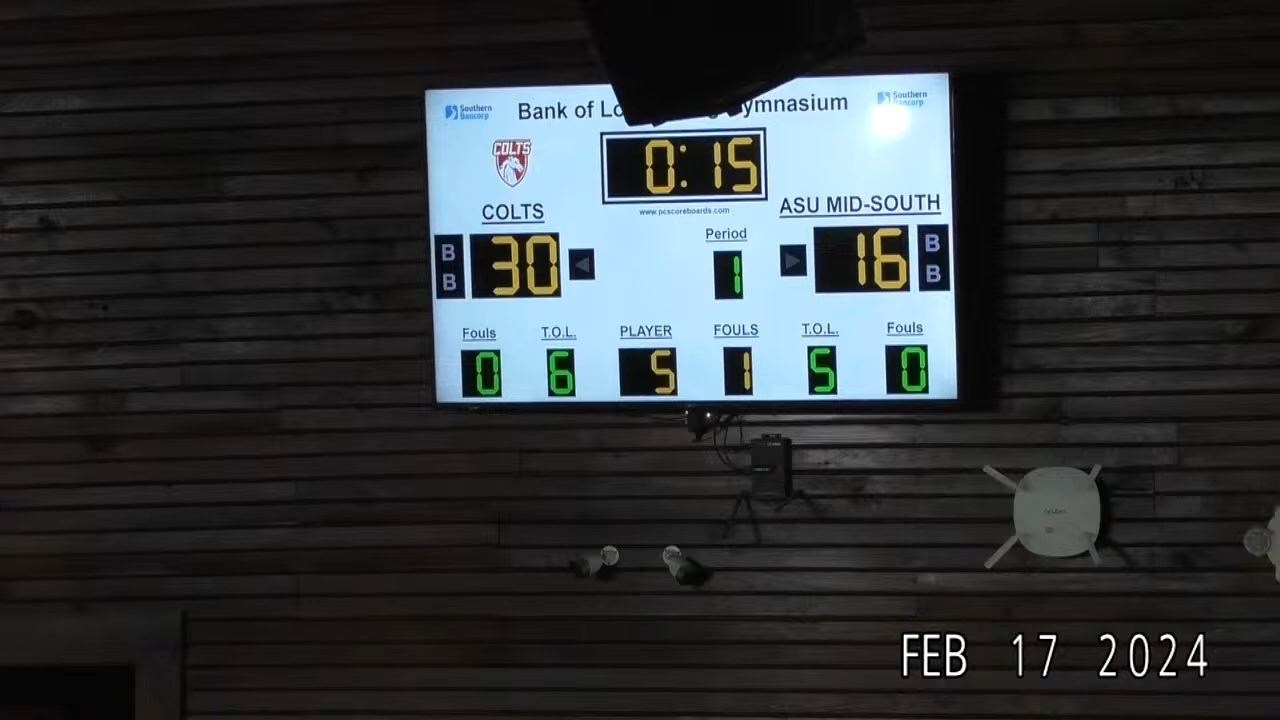 Southern Bancorp
Bank of Lo
ymnasium
Southern Bancorp
COLTS
0:15
www.pcscoreboards.com
COLTS
ASU MID-SOUTH
Period
B
B
30
1
16
B
B
Fouls
T.O.L.
PLAYER
FOULS
T.O.L.
Fouls
0
6
5
1
5
0
FEB 17 2024